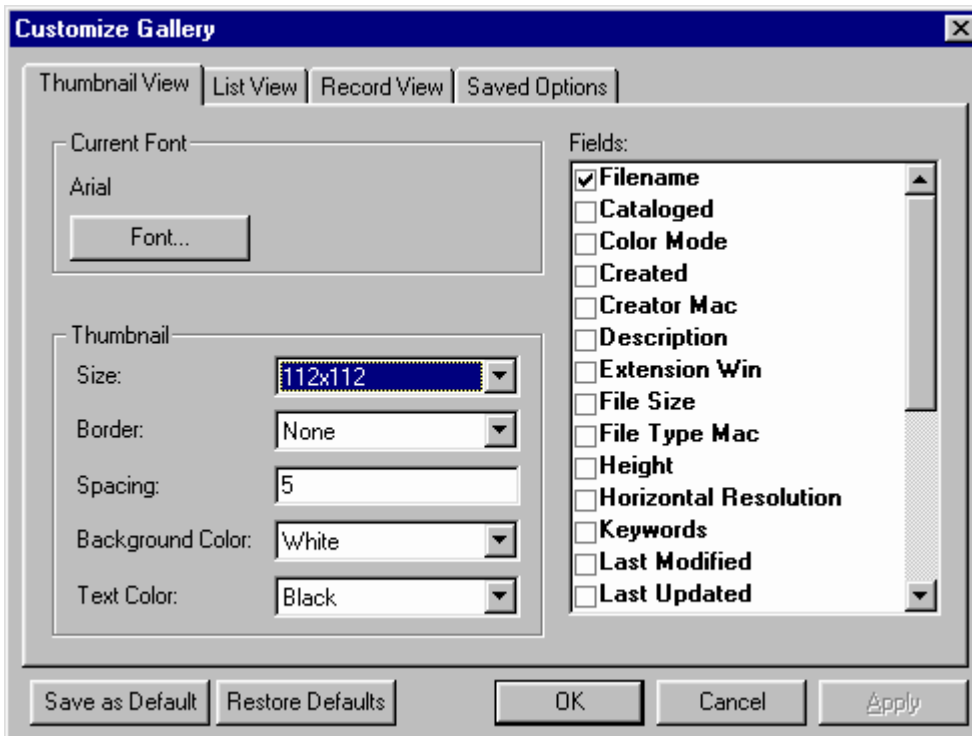 Customize Gallery
Thumbnail View List View Record View Saved Options
Current Font
Arial
Font...
Thumbnail
Size: 112x112
Border: None
Spacing: 5
Background Color: White
Text Color: Black
Fields:
Filename
Cataloged
Color Mode
Created
Creator Mac
Description
Extension Win
File Size
File Type Mac
Height
Horizontal Resolution
Keywords
Last Modified
Last Updated
Save as Default Restore Defaults OK Cancel Apply